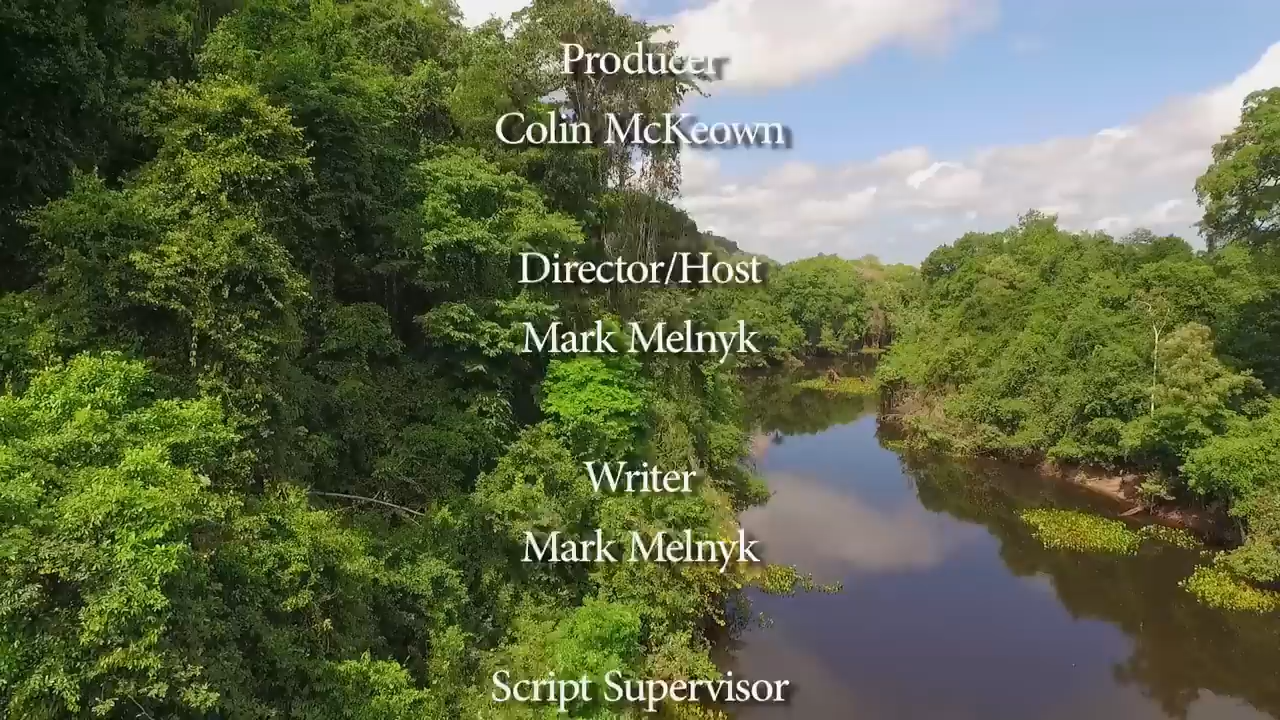 Producer
Colin McKeown
Director/Host
Mark Melnyk
Writer
Mark Melnyk
Script Supervisor